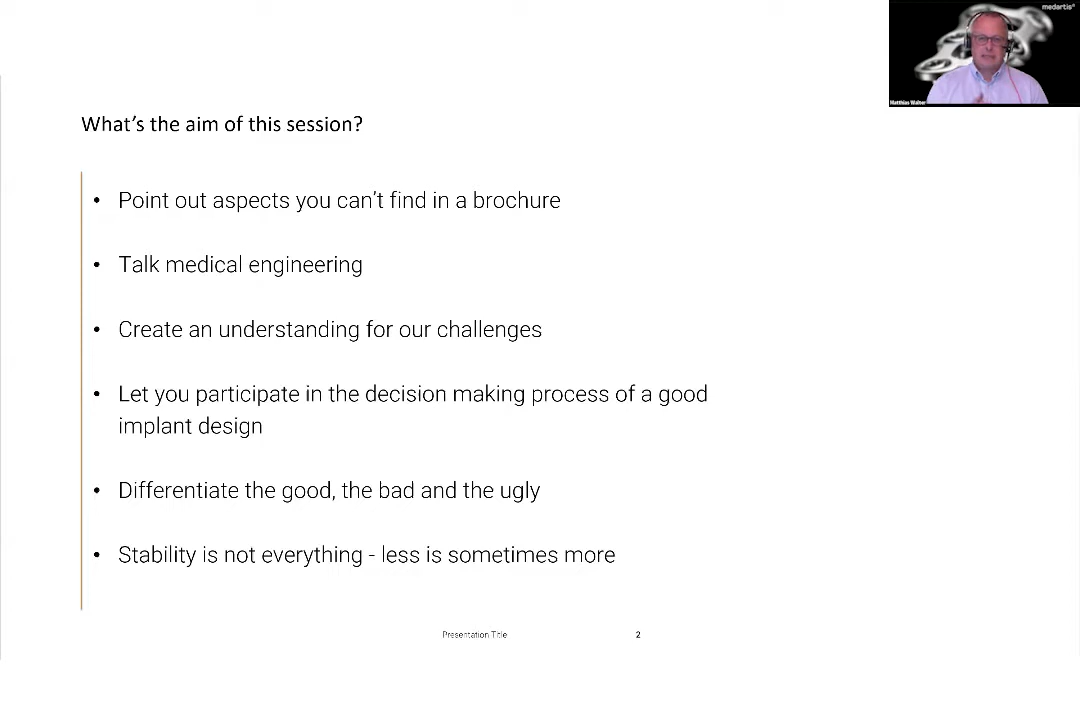 medartis®
Matthias Walter
What's the aim of this session?
• Point out aspects you can't find in a brochure
• Talk medical engineering
• Create an understanding for our challenges
• Let you participate in the decision making process of a good
implant design
• Differentiate the good, the bad and the ugly
• Stability is not everything - less is sometimes more
Presentation Title
2